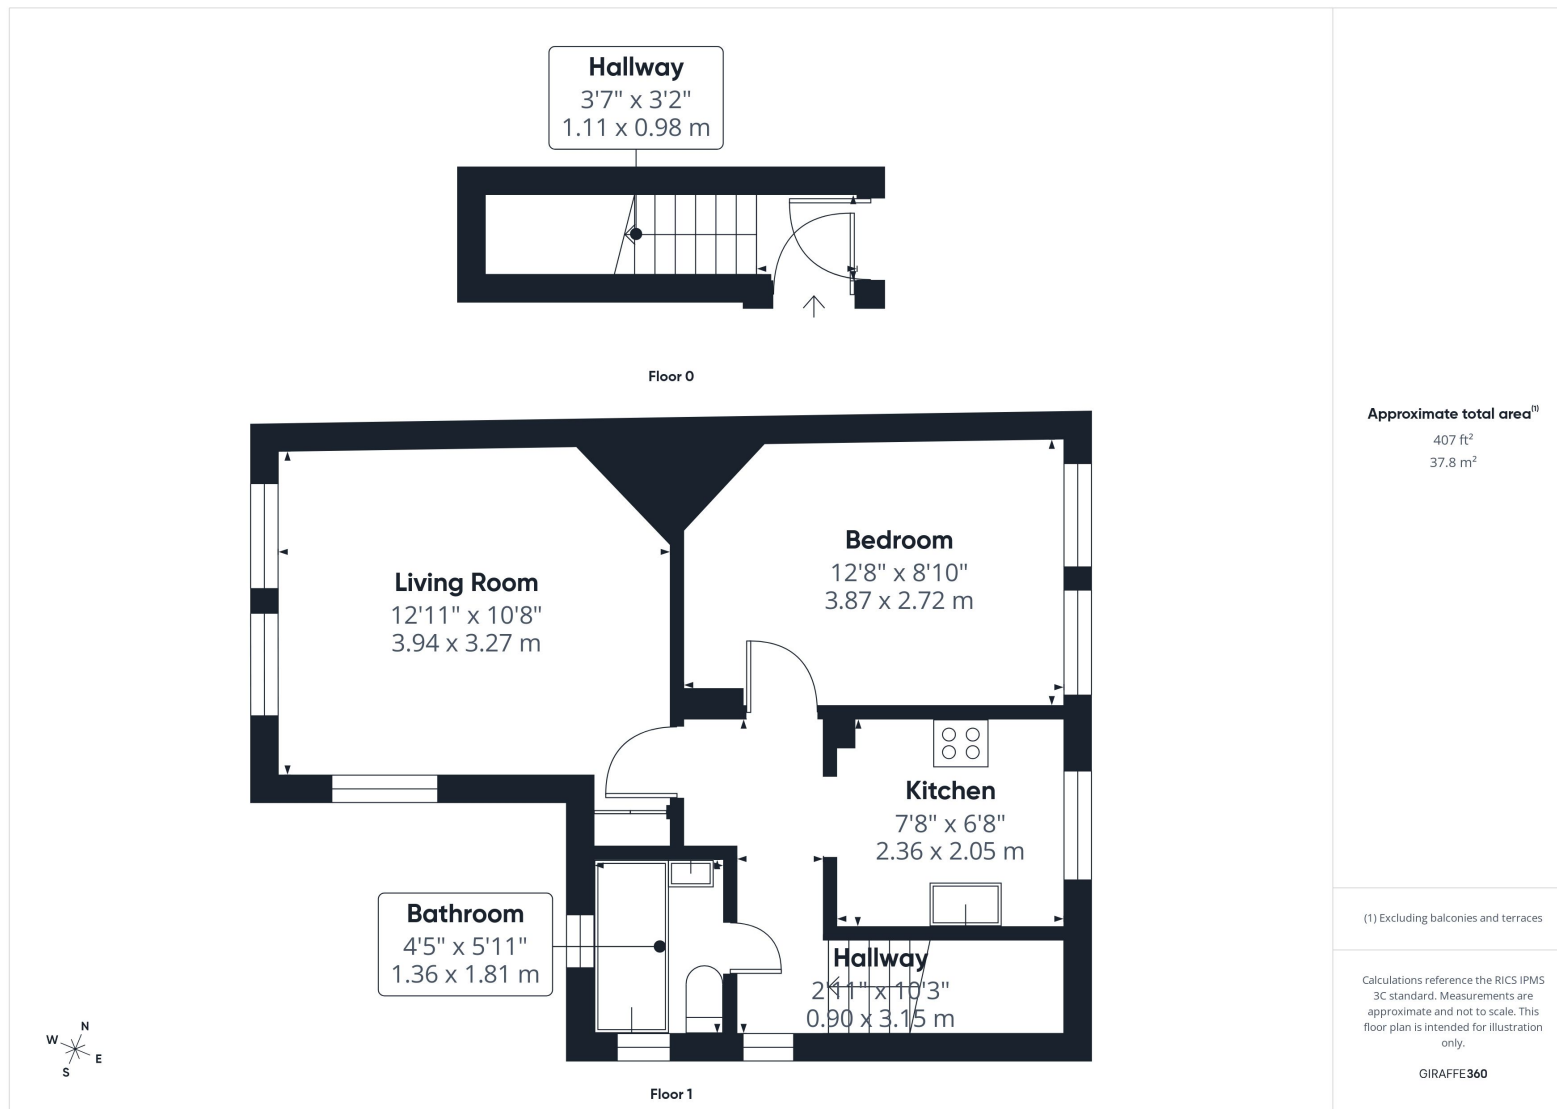 Hallway
3'7" x 3'2"
1.11 x 0.98 m
Floor 0
Living Room
12'11" x 10'8"
3.94 x 3.27 m
Bedroom
12'8" x 8'10"
3.87 x 2.72 m
Kitchen
7'8" x 6'8"
2.36 x 2.05 m
Bathroom
4'5" x 5'11"
1.36 x 1.81 m
Hallway
2'11" x 10'3"
0.90 x 3.15 m
Floor 1
N
W
E
S
Approximate total area(1)
407 ft²
37.8 m²
(1) Excluding balconies and terraces
Calculations reference the RICS IPMS
3C standard. Measurements are
approximate and not to scale. This
floor plan is intended for illustration
only.
GIRAFFE360